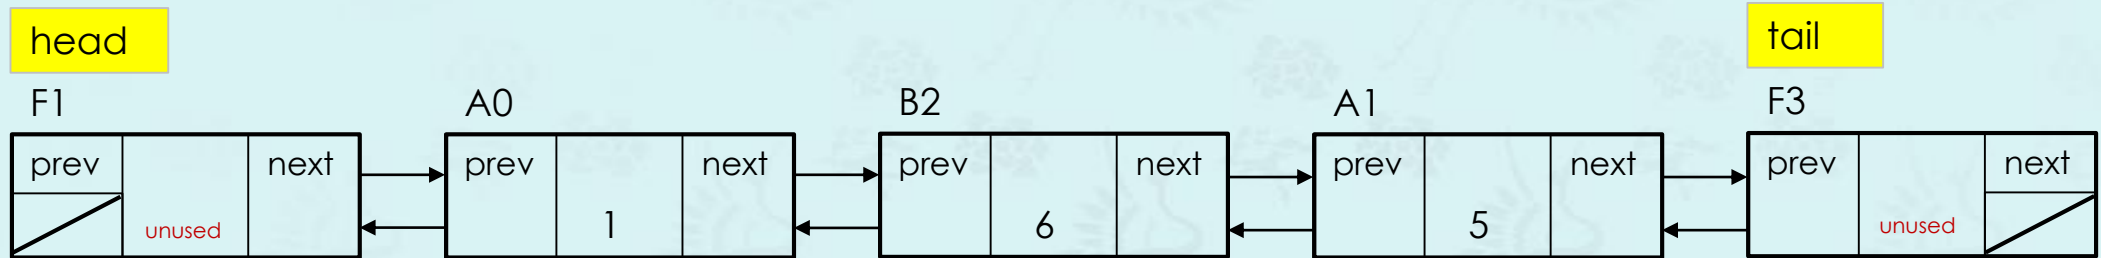 head
tail
F1 A0 B2 A1 F3
prev next prev next prev next prev next prev next
unused 1 6 5 unused